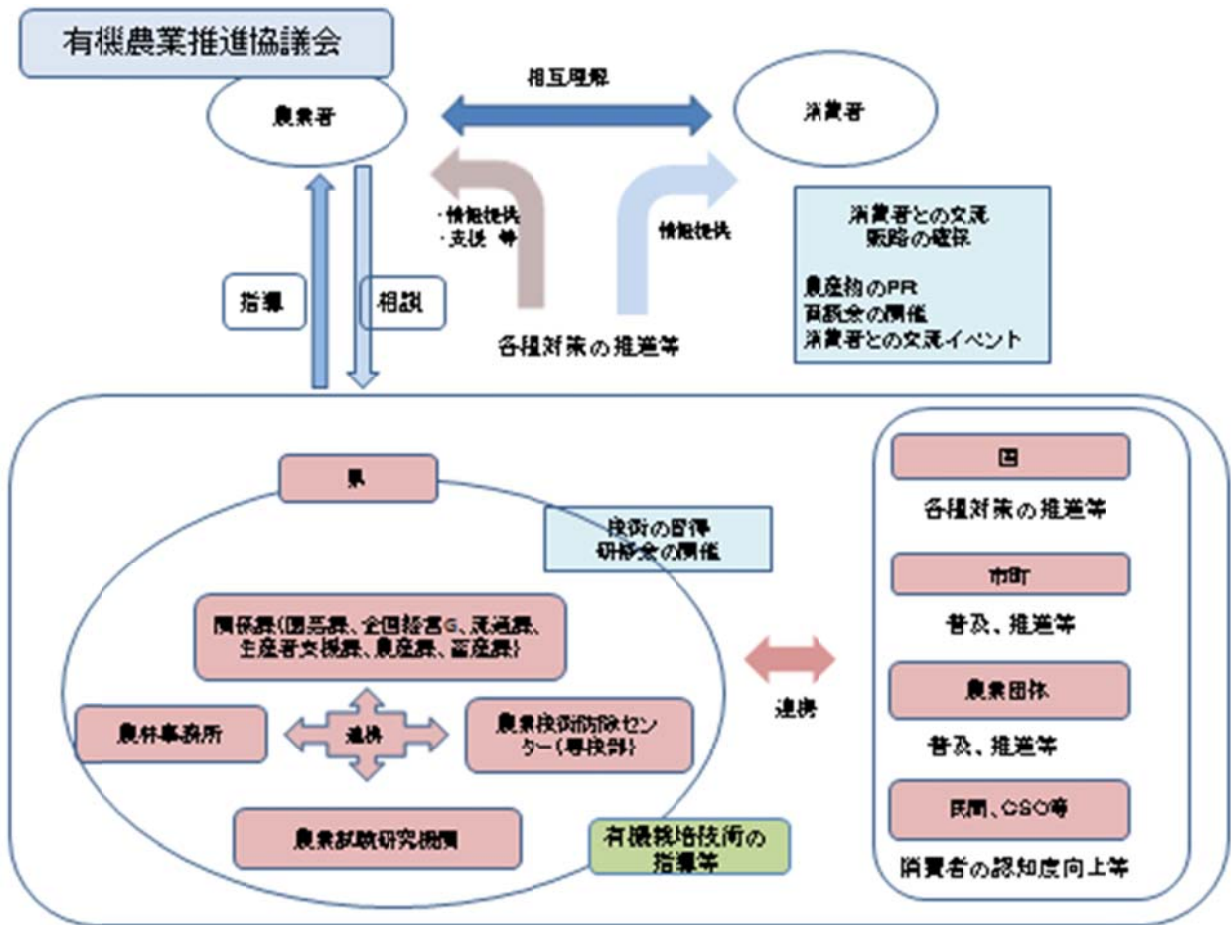 有機農業推進協議会
農業者
相互理解
消費者
・情報提供
・支援 等
情報提供
指導
相談
各種対策の推進等
消費者との交流
販路の確保
農産物のPR
商談会の開催
消費者との交流イベント
県
技術の習得
研修会の開催
関係課(園芸課、
流通課、
生産者支援課、農産課、畜産課)
農林事務所
連携
農業技術防除セン
ター(専技部)
農業試験研究機関
有機栽培技術の
指導等
連携
国
各種対策の推進等
市町
普及、推進等
農業団体
普及、推進等
民間、CSO等
消費者の認知度向上等